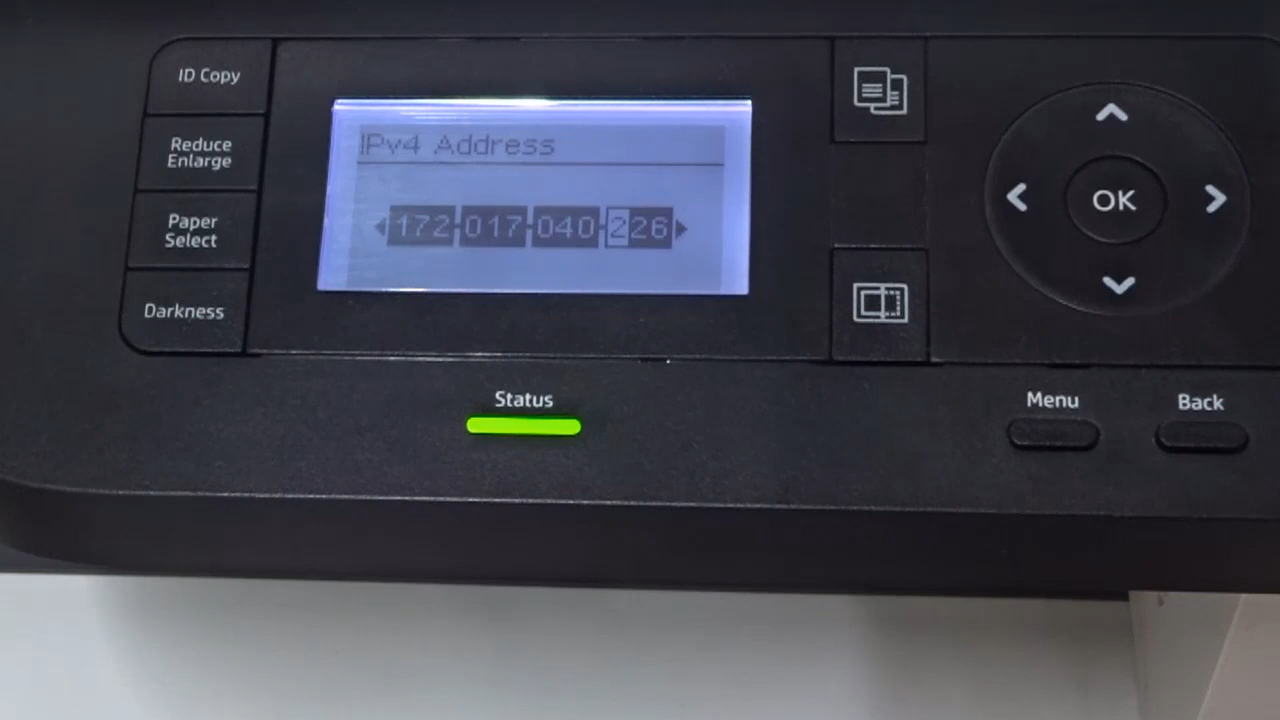 ID Copy
Reduce
Enlarge
Paper
Select
Darkness
IPv4 Address
172.017.040.226
OK
Status
Menu
Back